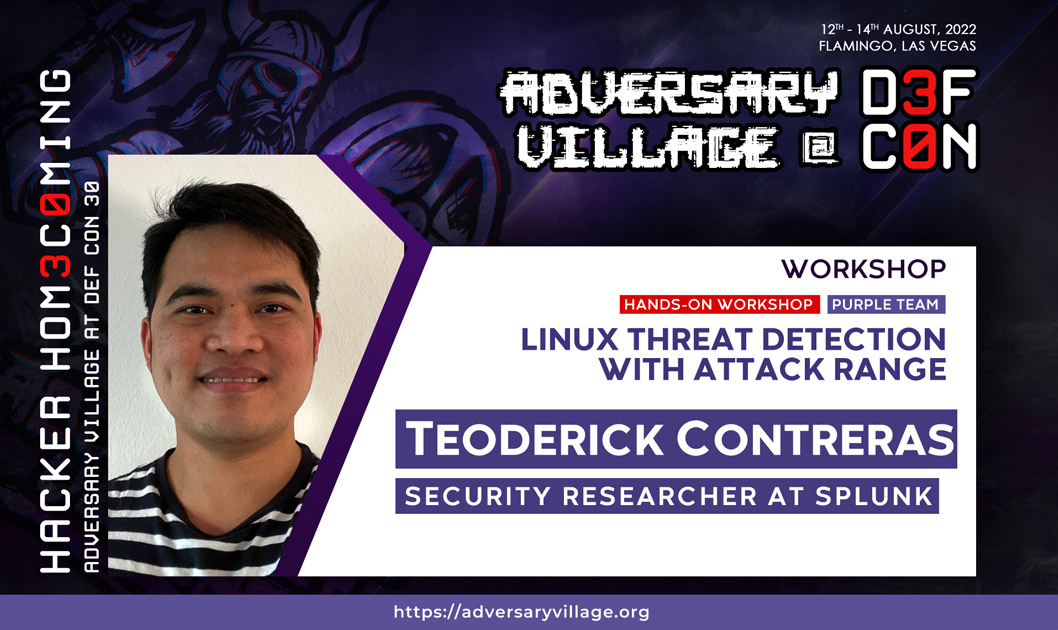 12TH - 14TH AUGUST, 2022
FLAMINGO, LAS VEGAS
ADVERSARY D3F
VILLAGE @ C0N
HACKER HOM3C0MING
ADVERSARY VILLAGE AT DEF CON 30
WORKSHOP
HANDS-ON WORKSHOP PURPLE TEAM
LINUX THREAT DETECTION
WITH ATTACK RANGE
TEODERICK CONTRERAS
SECURITY RESEARCHER AT SPLUNK
https://adversaryvillage.org